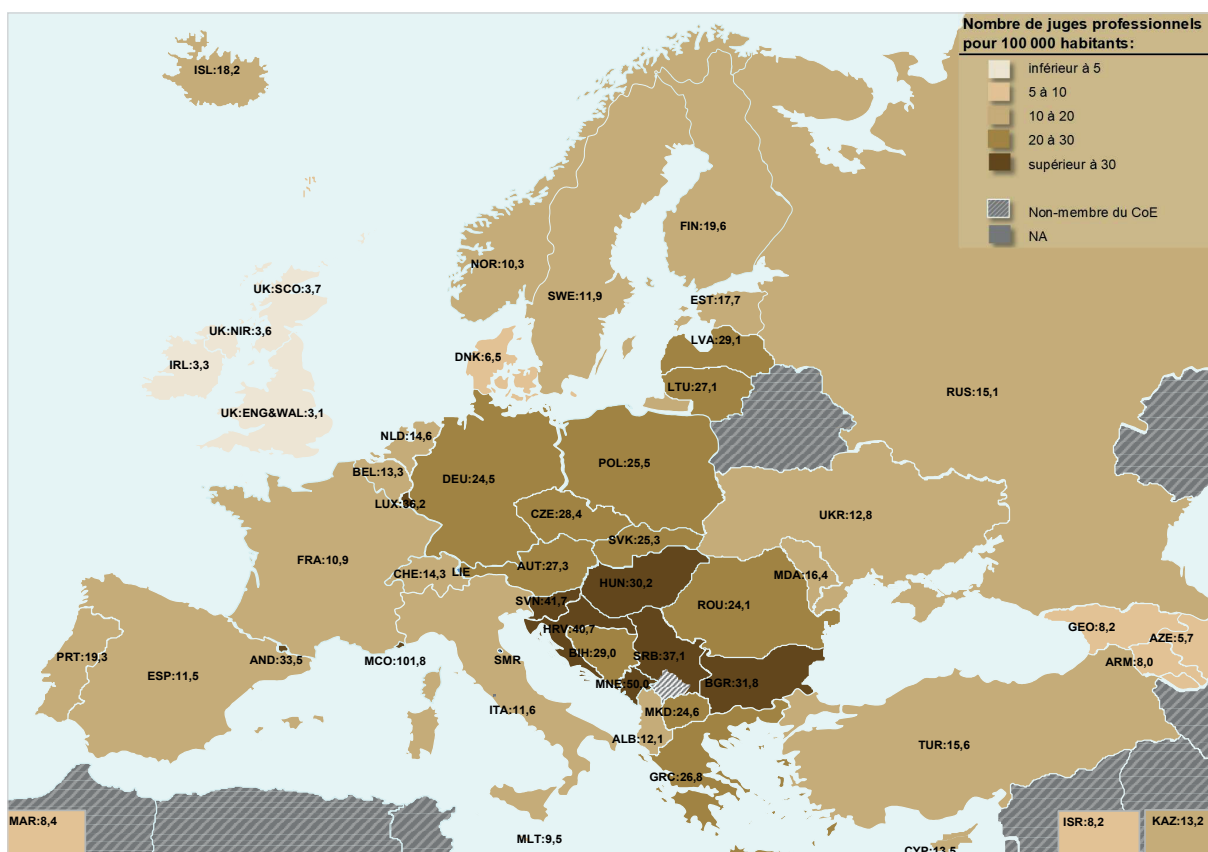 Nombre de juges professionnels
pour 100 000 habitants:
inférieur à 5
5 à 10
10 à 20
20 à 30
supérieur à 30
Non-membre du CoE
NA
ISL:18,2
FIN:19,6
NOR:10,3
UK:SCO:3,7
SWE:11,9
EST:17,7
UK:NIR:3,6
LVA:29,1
DNK:6,5
IRL:3,3
LTU:27,1
RUS:15,1
UK:ENG&WAL:3,1
NLD:14,6
POL:25,5
BEL:13,3
DEU:24,5
LUX:36,2
CZE:28,4
UKR:12,8
SVK:25,3
FRA:10,9
AUT:27,3
CHE:14,3
LIE
MDA:16,4
HUN:30,2
SVN:41,7
ROU:24,1
GEO:8,2
HRV:40,7
AZE:5,7
PRT:19,3
AND:33,5
MCO:101,8
SMR
BIH:29,0
SRB:37,1
ARM:8,0
ESP:11,5
MNE:50,0
BGR:31,8
ITA:11,6
MKD:24,6
ALB:12,1
TUR:15,6
GRC:26,8
MAR:8,4
ISR:8,2
KAZ:13,2
MLT:9,5
CYP:13,5